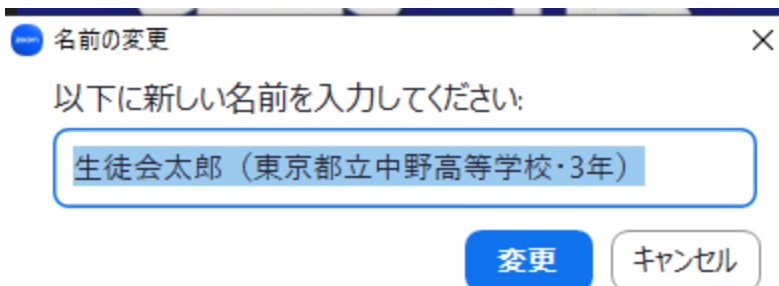 zoom
名前の変更
以下に新しい名前を入力してください:
生徒会太郎（東京都立中野高等学校・3年）
変更
キャンセル